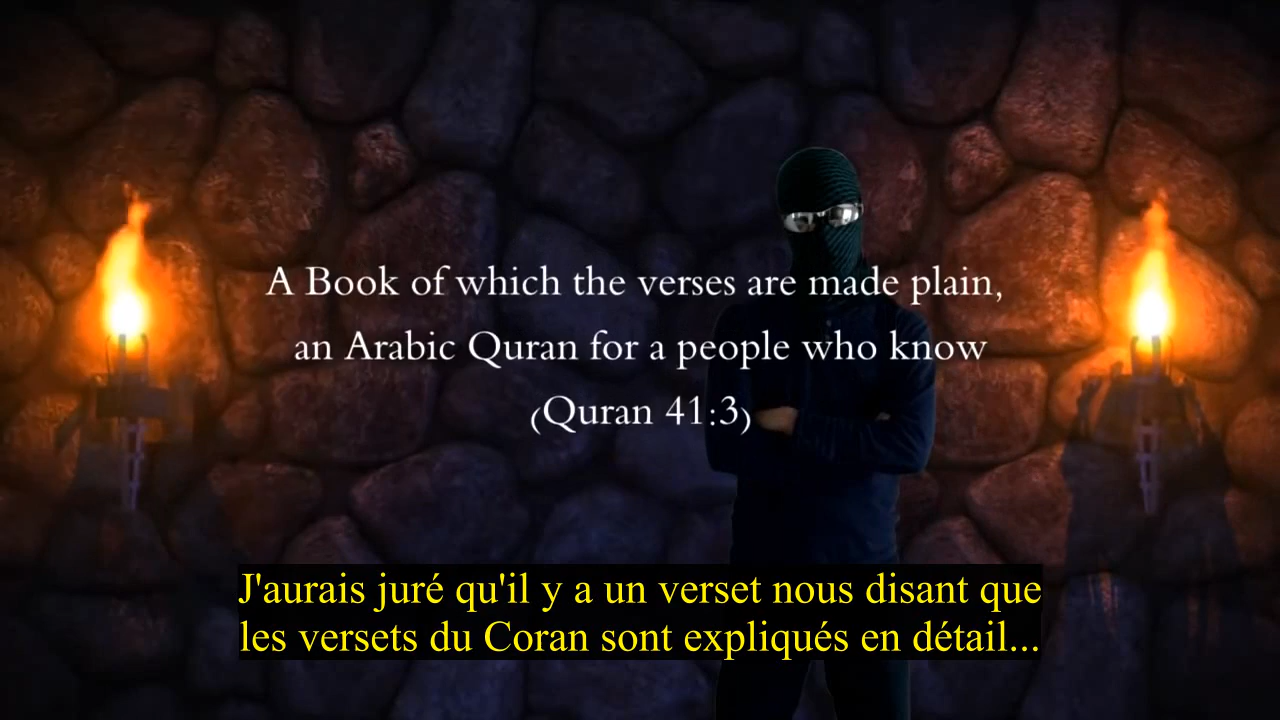 A Book of which the verses are made plain,
an Arabic Quran for a people who know
(Quran 41:3)
J'aurais juré qu'il y a un verset nous disant que
les versets du Coran sont expliqués en détail...